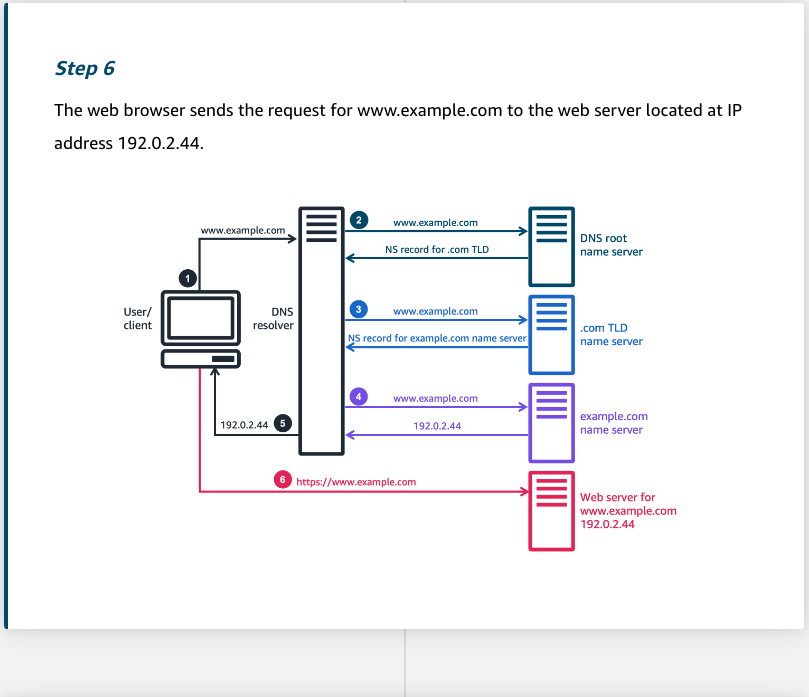 Step 6
The web browser sends the request for www.example.com to the web server located at IP
address 192.0.2.44.
www.example.com
1
User/
client
DNS
resolver
2
www.example.com
NS record for .com TLD
DNS root
name server
3
www.example.com
NS record for example.com name server
.com TLD
name server
4
www.example.com
192.0.2.44
example.com
name server
192.0.2.44
5
6
https://www.example.com
Web server for
www.example.com
192.0.2.44